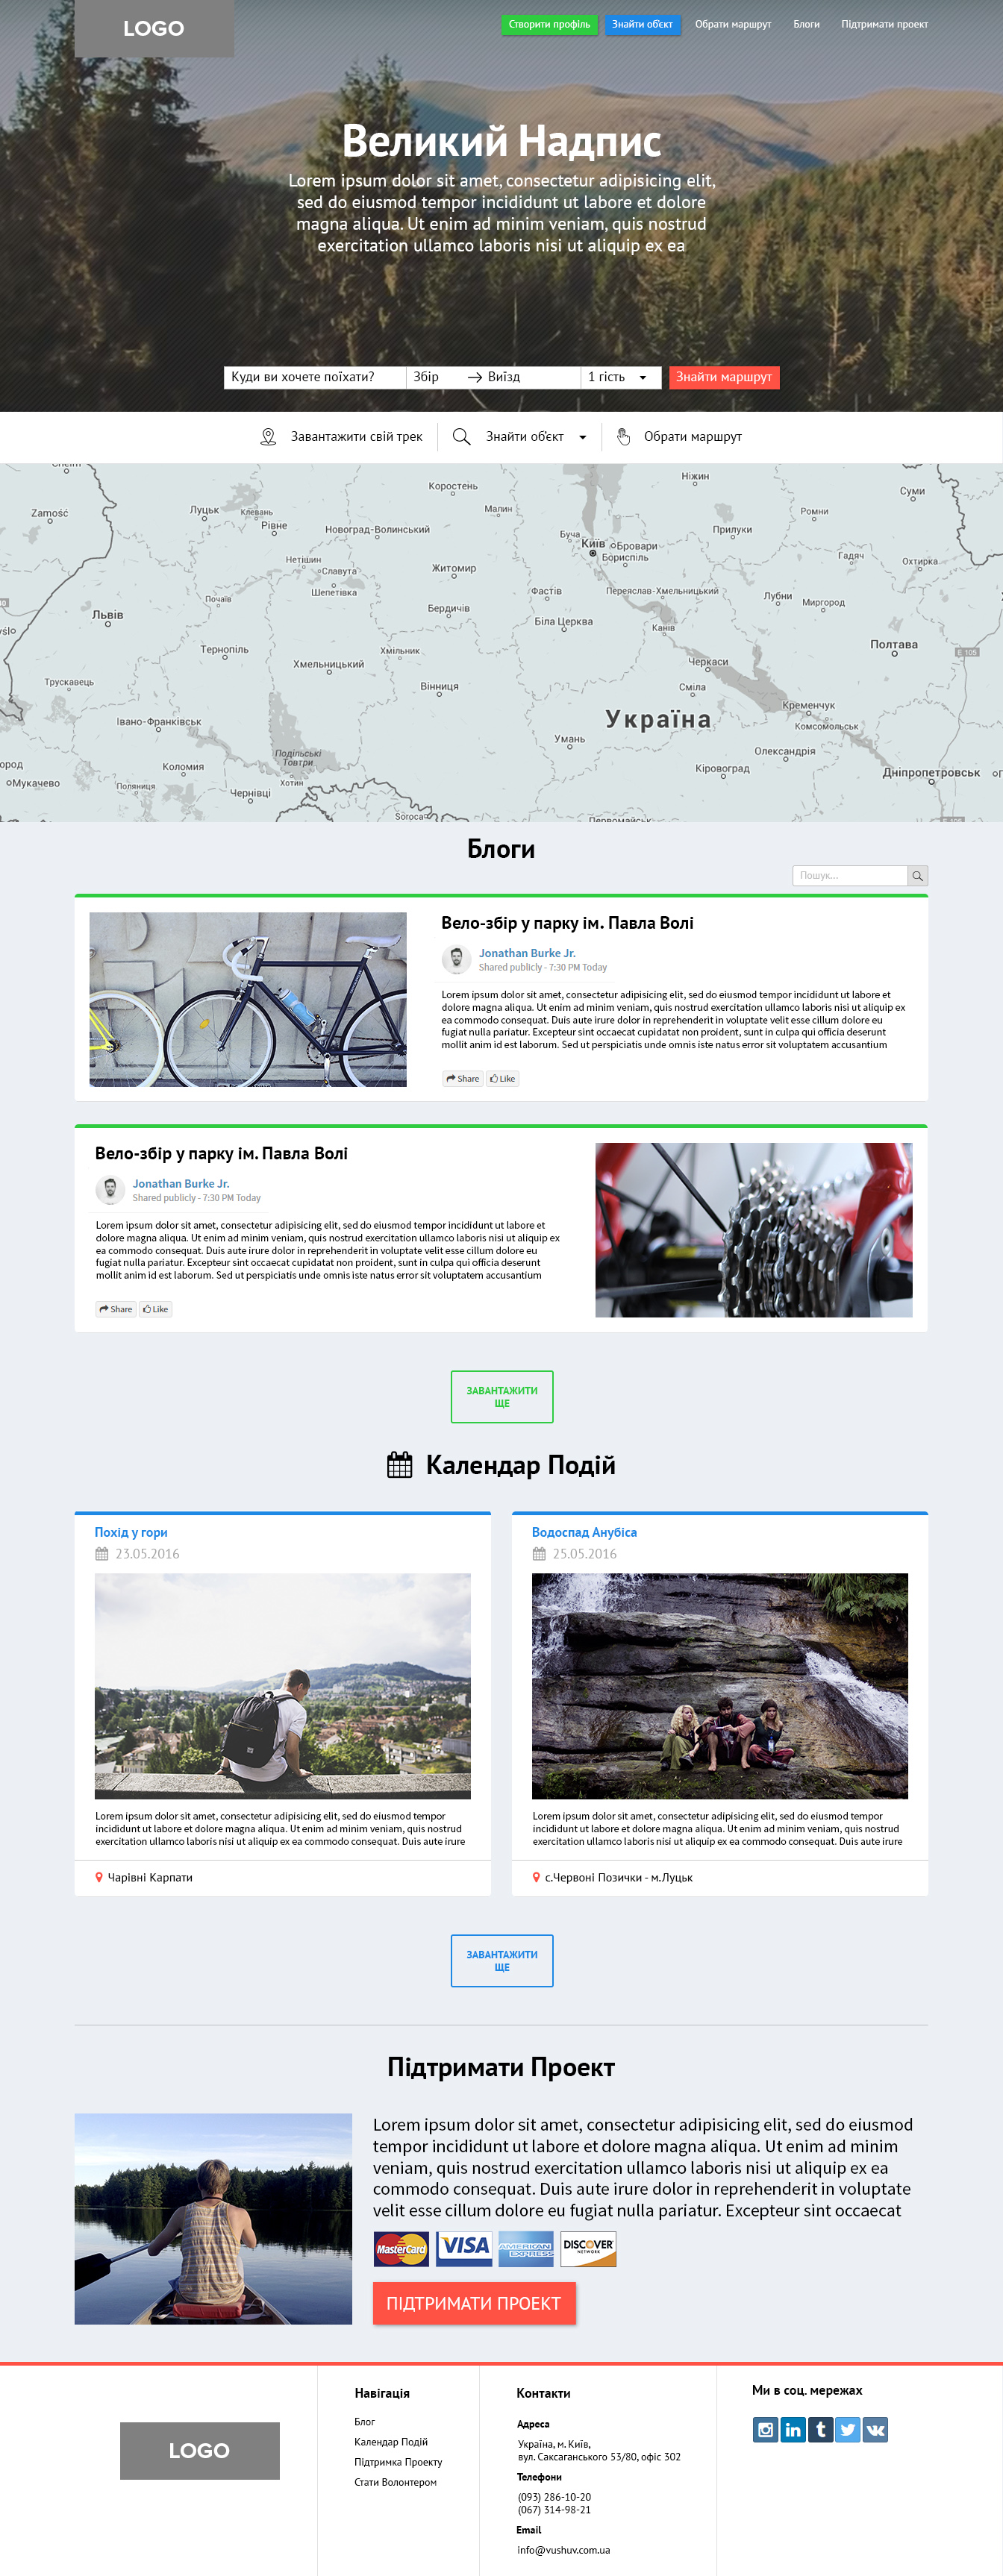 LOGO
Створити профіль
Знайти об'єкт
Обрати маршрут
Блоги
Підтримати проект
Великий Надпис
Lorem ipsum dolor sit amet, consectetur adipisicing elit,
sed do eiusmod tempor incididunt ut labore et dolore
magna aliqua. Ut enim ad minim veniam, quis nostrud
exercitation ullamco laboris nisi ut aliquip ex ea
Куди ви хочете поїхати?
Збір
Виїзд
1 гість
Знайти маршрут
Завантажити свій трек
Знайти об'єкт
Обрати маршрут
Chełm
Коростень
Ніжин
Суми
Zamość
Луцьк
Клевань
Рівне
Новоград-Волинський
Малин
Прилуки
Ромни
Буча
Київ
Бровари
Бориспіль
Гадяч
Охтирка
Нетішин
Славута
Шепетівка
Житомир
Почаїв
Фастів
Переяслав-Хмельницький
Лубни
Миргород
Бердичів
Львів
Біла Церква
Канів
Полтава
E 105
Тернопіль
Хмільник
Хмельницький
Черкаси
Трускавець
Вінниця
Сміла
Кременчук
Івано-Франківськ
Україна
Комсомольськ
Умань
Олександрія
Подільські
Товтри
Коломия
Кіровоград
Дніпропетровськ
Мукачево
Поляниця
Хотин
Чернівці
Soroca
Первомайськ
Блоги
Пошук...
Вело-збір у парку ім. Павла Волі
Jonathan Burke Jr.
Shared publicly - 7:30 PM Today
Lorem ipsum dolor sit amet, consectetur adipisicing elit, sed do eiusmod tempor incididunt ut labore et
dolore magna aliqua. Ut enim ad minim veniam, quis nostrud exercitation ullamco laboris nisi ut aliquip ex
ea commodo consequat. Duis aute irure dolor in reprehenderit in voluptate velit esse cillum dolore eu
fugiat nulla pariatur. Excepteur sint occaecat cupidatat non proident, sunt in culpa qui officia deserunt
mollit anim id est laborum. Sed ut perspiciatis unde omnis iste natus error sit voluptatem accusantium
Share
Like
Вело-збір у парку ім. Павла Волі
Jonathan Burke Jr.
Shared publicly - 7:30 PM Today
Lorem ipsum dolor sit amet, consectetur adipisicing elit, sed do eiusmod tempor incididunt ut labore et
dolore magna aliqua. Ut enim ad minim veniam, quis nostrud exercitation ullamco laboris nisi ut aliquip ex
ea commodo consequat. Duis aute irure dolor in reprehenderit in voluptate velit esse cillum dolore eu
fugiat nulla pariatur. Excepteur sint occaecat cupidatat non proident, sunt in culpa qui officia deserunt
mollit anim id est laborum. Sed ut perspiciatis unde omnis iste natus error sit voluptatem accusantium
Share
Like
ЗАВАНТАЖИТИ
ЩЕ
Календар Подій
Похід у гори
23.05.2016
Lorem ipsum dolor sit amet, consectetur adipisicing elit, sed do eiusmod tempor
incididunt ut labore et dolore magna aliqua. Ut enim ad minim veniam, quis nostrud
exercitation ullamco laboris nisi ut aliquip ex ea commodo consequat. Duis aute irure
Чарівні Карпати
Водоспад Анубіса
25.05.2016
Lorem ipsum dolor sit amet, consectetur adipisicing elit, sed do eiusmod tempor
incididunt ut labore et dolore magna aliqua. Ut enim ad minim veniam, quis nostrud
exercitation ullamco laboris nisi ut aliquip ex ea commodo consequat. Duis aute irure
с.Червоні Позички - м.Луцьк
ЗАВАНТАЖИТИ
ЩЕ
Підтримати Проект
Lorem ipsum dolor sit amet, consectetur adipisicing elit, sed do eiusmod
tempor incididunt ut labore et dolore magna aliqua. Ut enim ad minim
veniam, quis nostrud exercitation ullamco laboris nisi ut aliquip ex ea
commodo consequat. Duis aute irure dolor in reprehenderit in voluptate
velit esse cillum dolore eu fugiat nulla pariatur. Excepteur sint occaecat
MasterCard
VISA
AMERICAN
EXPRESS
DISCOVER
NETWORK
ПІДТРИМАТИ ПРОЕКТ
LOGO
Навігація
Блог
Календар Подій
Підтримка Проекту
Стати Волонтером
Контакти
Адреса
Україна, м. Київ,
вул. Саксаганського 53/80, офіс 302
Телефони
(093) 286-10-20
(067) 314-98-21
Email
info@vushuv.com.ua
Ми в соц. мережах